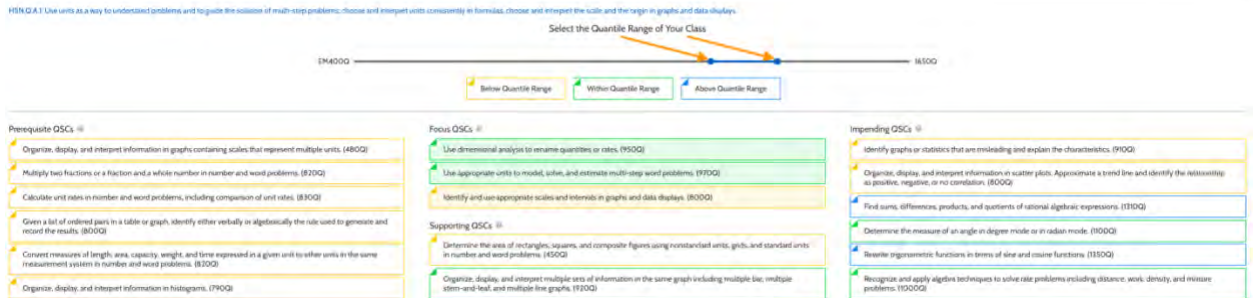 HSN.Q.A.1: Use units as a way to understand problems and to guide the solution of multi-step problems; choose and interpret units consistently in formulas; choose and interpret the scale and the origin in graphs and data displays.
Select the Quantile Range of Your Class
EM400Q
1650Q
Below Quantile Range
Within Quantile Range
Above Quantile Range
Prerequisite QSCs
Organize, display, and interpret information in graphs containing scales that represent multiple units. (480Q)
Multiply two fractions or a fraction and a whole number in number and word problems. (820Q)
Calculate unit rates in number and word problems, including comparison of unit rates. (830Q)
Given a list of ordered pairs in a table or graph, identify either verbally or algebraically the rule used to generate and
record the results. (800Q)
Convert measures of length, area, capacity, weight, and time expressed in a given unit to other units in the same
measurement system in number and word problems. (820Q)
Organize, display, and interpret information in histograms. (790Q)
Focus QSCs
Use dimensional analysis to rename quantities or rates. (950Q)
Use appropriate units to model, solve, and estimate multi-step word problems. (970Q)
Identify and use appropriate scales and intervals in graphs and data displays. (800Q)
Supporting QSCs
Determine the area of rectangles, squares, and composite figures using nonstandard units, grids, and standard units
in number and word problems. (450Q)
Organize, display, and interpret multiple sets of information in the same graph including multiple bar, multiple
stem-and-leaf, and multiple line graphs. (920Q)
Impending QSCs
Identify graphs or statistics that are misleading and explain the characteristics. (910Q)
Organize, display, and interpret information in scatter plots. Approximate a trend line and identify the relationship
as positive, negative, or no correlation. (800Q)
Find sums, differences, products, and quotients of rational algebraic expressions. (1310Q)
Determine the measure of an angle in degree mode or in radian mode. (1100Q)
Rewrite trigonometric functions in terms of sine and cosine functions. (1350Q)
Recognize and apply algebra techniques to solve rate problems including distance, work, density, and mixture
problems. (1000Q)